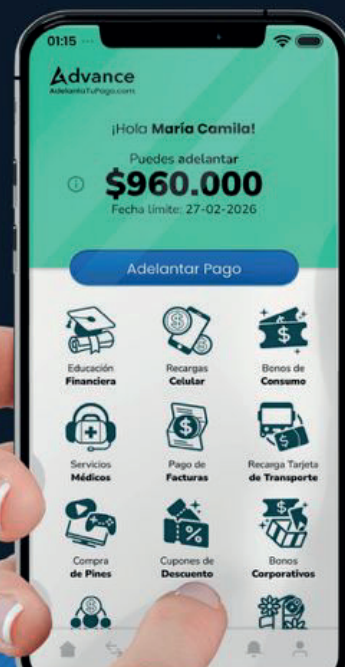 01:15
Advance
AdelantaTuPago.com
¡Hola María Camila!
Puedes adelantar
$960.000
Fecha límite: 27-02-2026
Adelantar Pago
Educación
Financiera
Recargas
Celular
Bonos de
Consumo
Servicios
Médicos
Pago de
Facturas
Recarga Tarjeta
de Transporte
Compra
de Pines
Cupones de
Descuento
Bonos
Corporativos